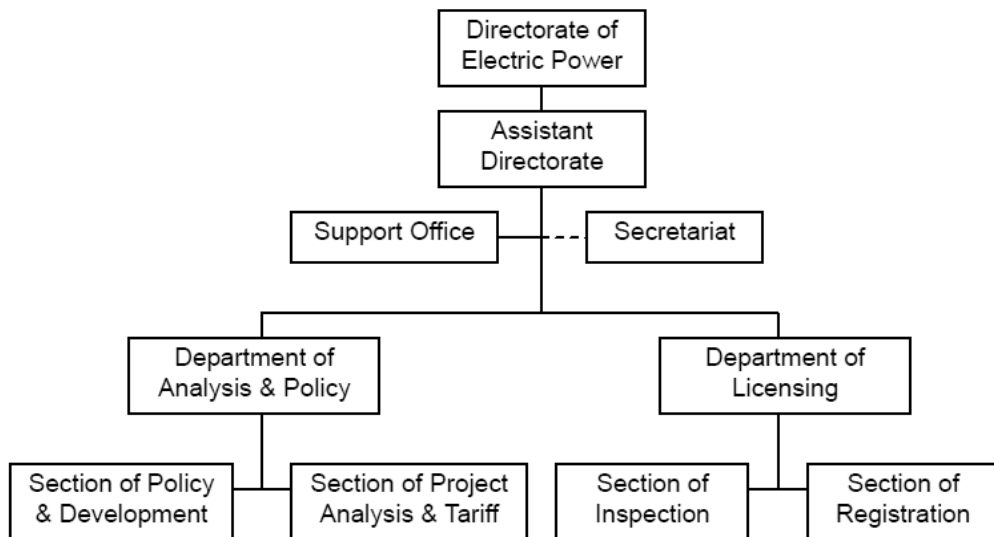 Directorate of
Electric Power
Assistant
Directorate
Support Office
Secretariat
Department of
Analysis & Policy
Department of
Licensing
Section of Policy
& Development
Section of Project
Analysis & Tariff
Section of
Inspection
Section of
Registration